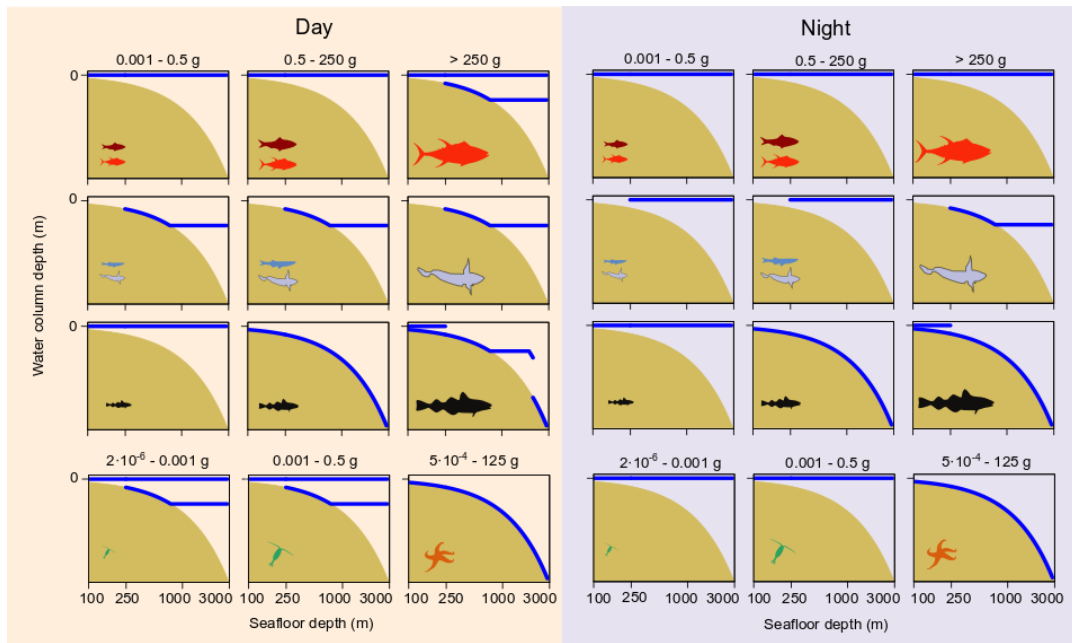 Day
Night
0.001 - 0.5 g
0.5 - 250 g
> 250 g
0.001 - 0.5 g
0.5 - 250 g
> 250 g
0
0
0
0
0
0
0
0
Water column depth (m)
2·10⁻⁶ - 0.001 g
0.001 - 0.5 g
5·10⁻⁴ - 125 g
2·10⁻⁶ - 0.001 g
0.001 - 0.5 g
5·10⁻⁴ - 125 g
100 250 1000 3000 100 250 1000 3000 100 250 1000 3000
100 250 1000 3000 100 250 1000 3000 100 250 1000 3000
Seafloor depth (m)
Seafloor depth (m)